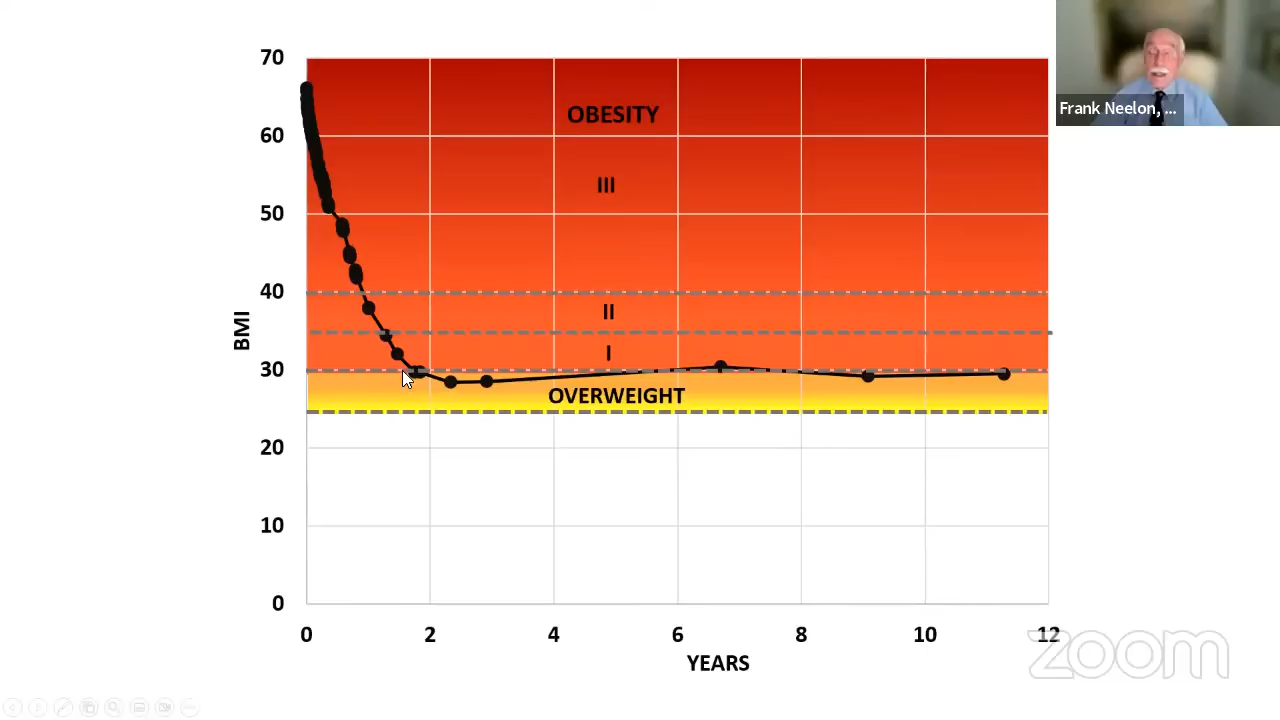 70
60
50
40
30
20
10
0
BMI
OBESITY
III
II
I
OVERWEIGHT
0 2 4 6 8 10 12
YEARS
Frank Neelon, ...
zoom